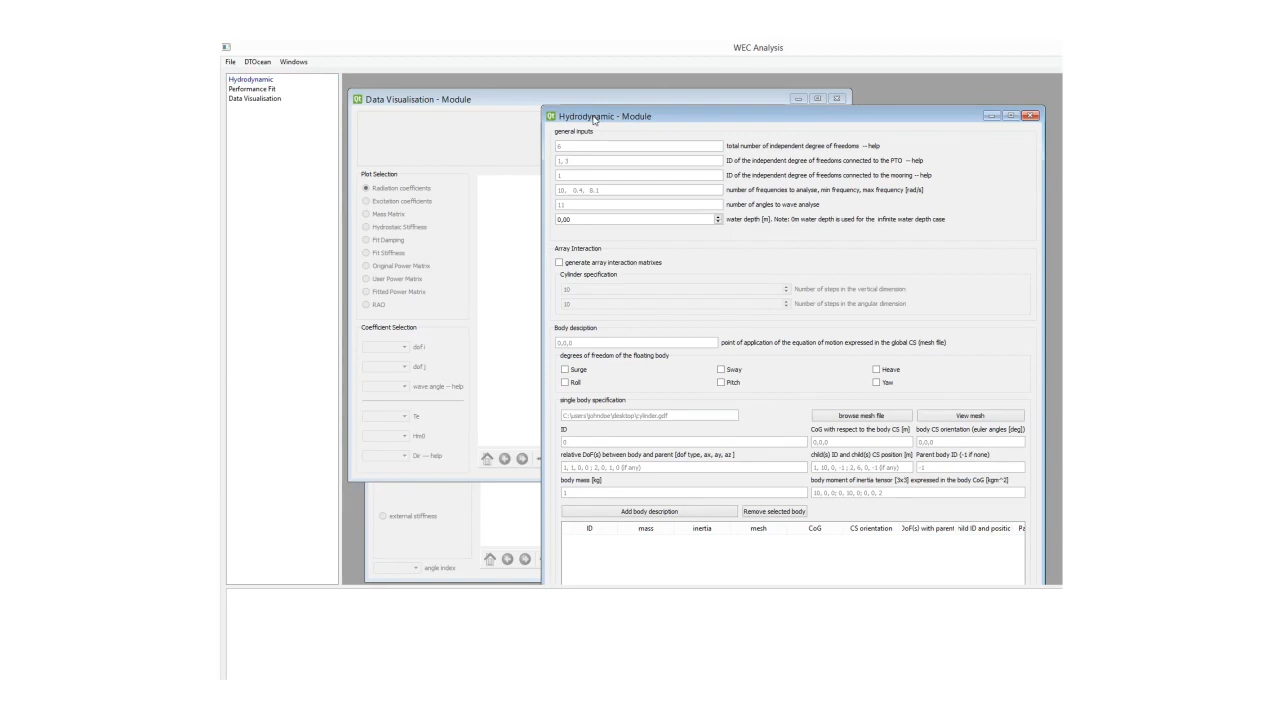 WEC Analysis
File DTOcean Windows
Hydrodynamic
Performance Fit
Data Visualisation
Data Visualisation - Module
Plot Selection
Radiation coefficients
Excitation coefficients
Mass Matrix
Hydrostaic Stiffness
Fit Damping
Fit Stiffness
Original Power Matrix
User Power Matrix
Fitted Power Matrix
RAO
Coefficient Selection
dof i
dof j
wave angle -- help
Te
Hm0
Dir --- help
external stiffness
angle index
Hydrodynamic - Module
general inputs
6 total number of independent degree of freedoms -- help
1, 3 ID of the independent degree of freedoms connected to the PTO -- help
1 ID of the independent degree of freedoms connected to the mooring -- help
10, 0.4, 8.1 number of frequencies to analyse, min frequency, max frequency [rad/s]
11 number of angles to wave analyse
0,00 water depth [m]. Note: 0m water depth is used for the infinite water depth case
Array Interaction
generate array interaction matrixes
Cylinder specification
10 Number of steps in the vertical dimension
10 Number of steps in the angular dimension
Body desciption
0,0,0 point of application of the equation of motion expressed in the global CS (mesh file)
degrees of freedom of the floating body
Surge Sway Heave
Roll Pitch Yaw
single body specification
C:\users\johndoe\desktop\cylinder.gdf browse mesh file View mesh
ID CoG with respect to the body CS [m] body CS orientation (euler angles [deg])
0 0,0,0 0,0,0
relative DoF(s) between body and parent [dof type, ax, ay, az ] child(s) ID and child(s) CS position [m] Parent body ID (-1 if none)
1, 1, 0, 0 ; 2, 0, 1, 0 (if any) 1, 10, 0, -1 ; 2, 6, 0, -1 (if any) -1
body mass [kg] body moment of inertia tensor [3x3] expressed in the body CoG [kgm^2]
1 10, 0, 0; 0, 10, 0; 0, 0, 2
Add body description Remove selected body
ID mass inertia mesh CoG CS orientation DoF(s) with parent hild ID and positic Pa